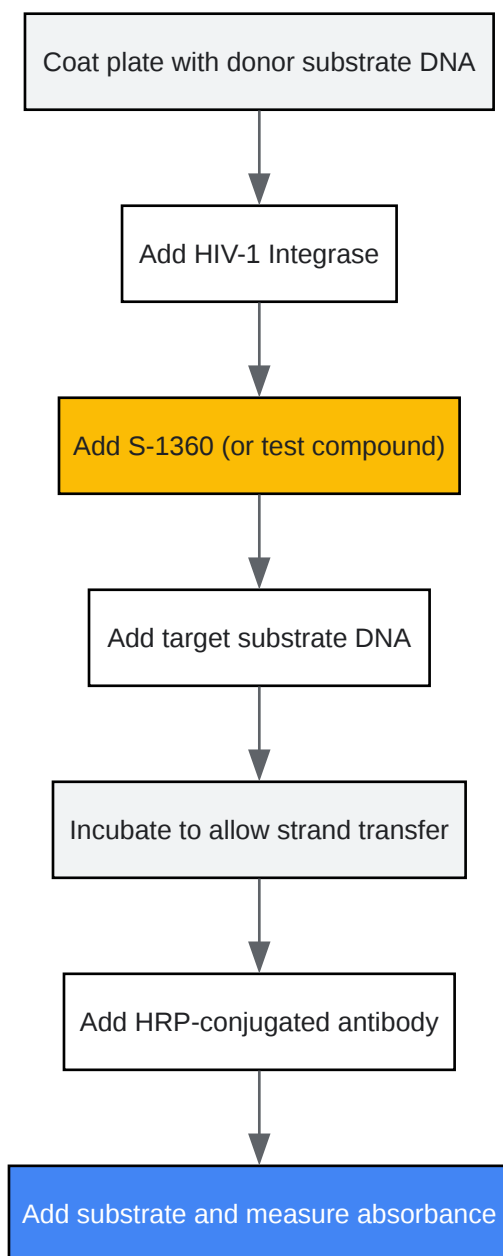 Coat plate with donor substrate DNA
Add HIV-1 Integrase
Add S-1360 (or test compound)
Add target substrate DNA
Incubate to allow strand transfer
Add HRP-conjugated antibody
Add substrate and measure absorbance